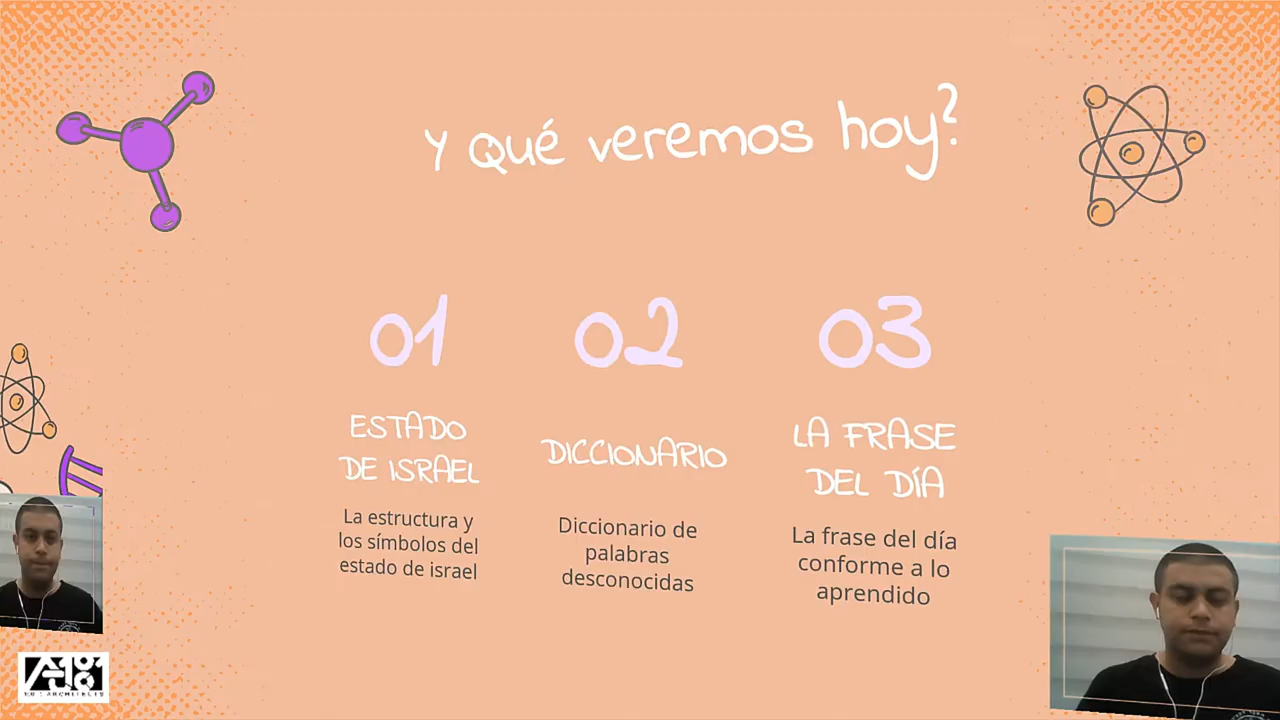 Y qué veremos hoy?
01
02
03
ESTADO
DE ISRAEL
DICCIONARIO
LA FRASE
DEL DÍA
La estructura y
los símbolos del
estado de israel
Diccionario de
palabras
desconocidas
La frase del día
conforme a lo
aprendido